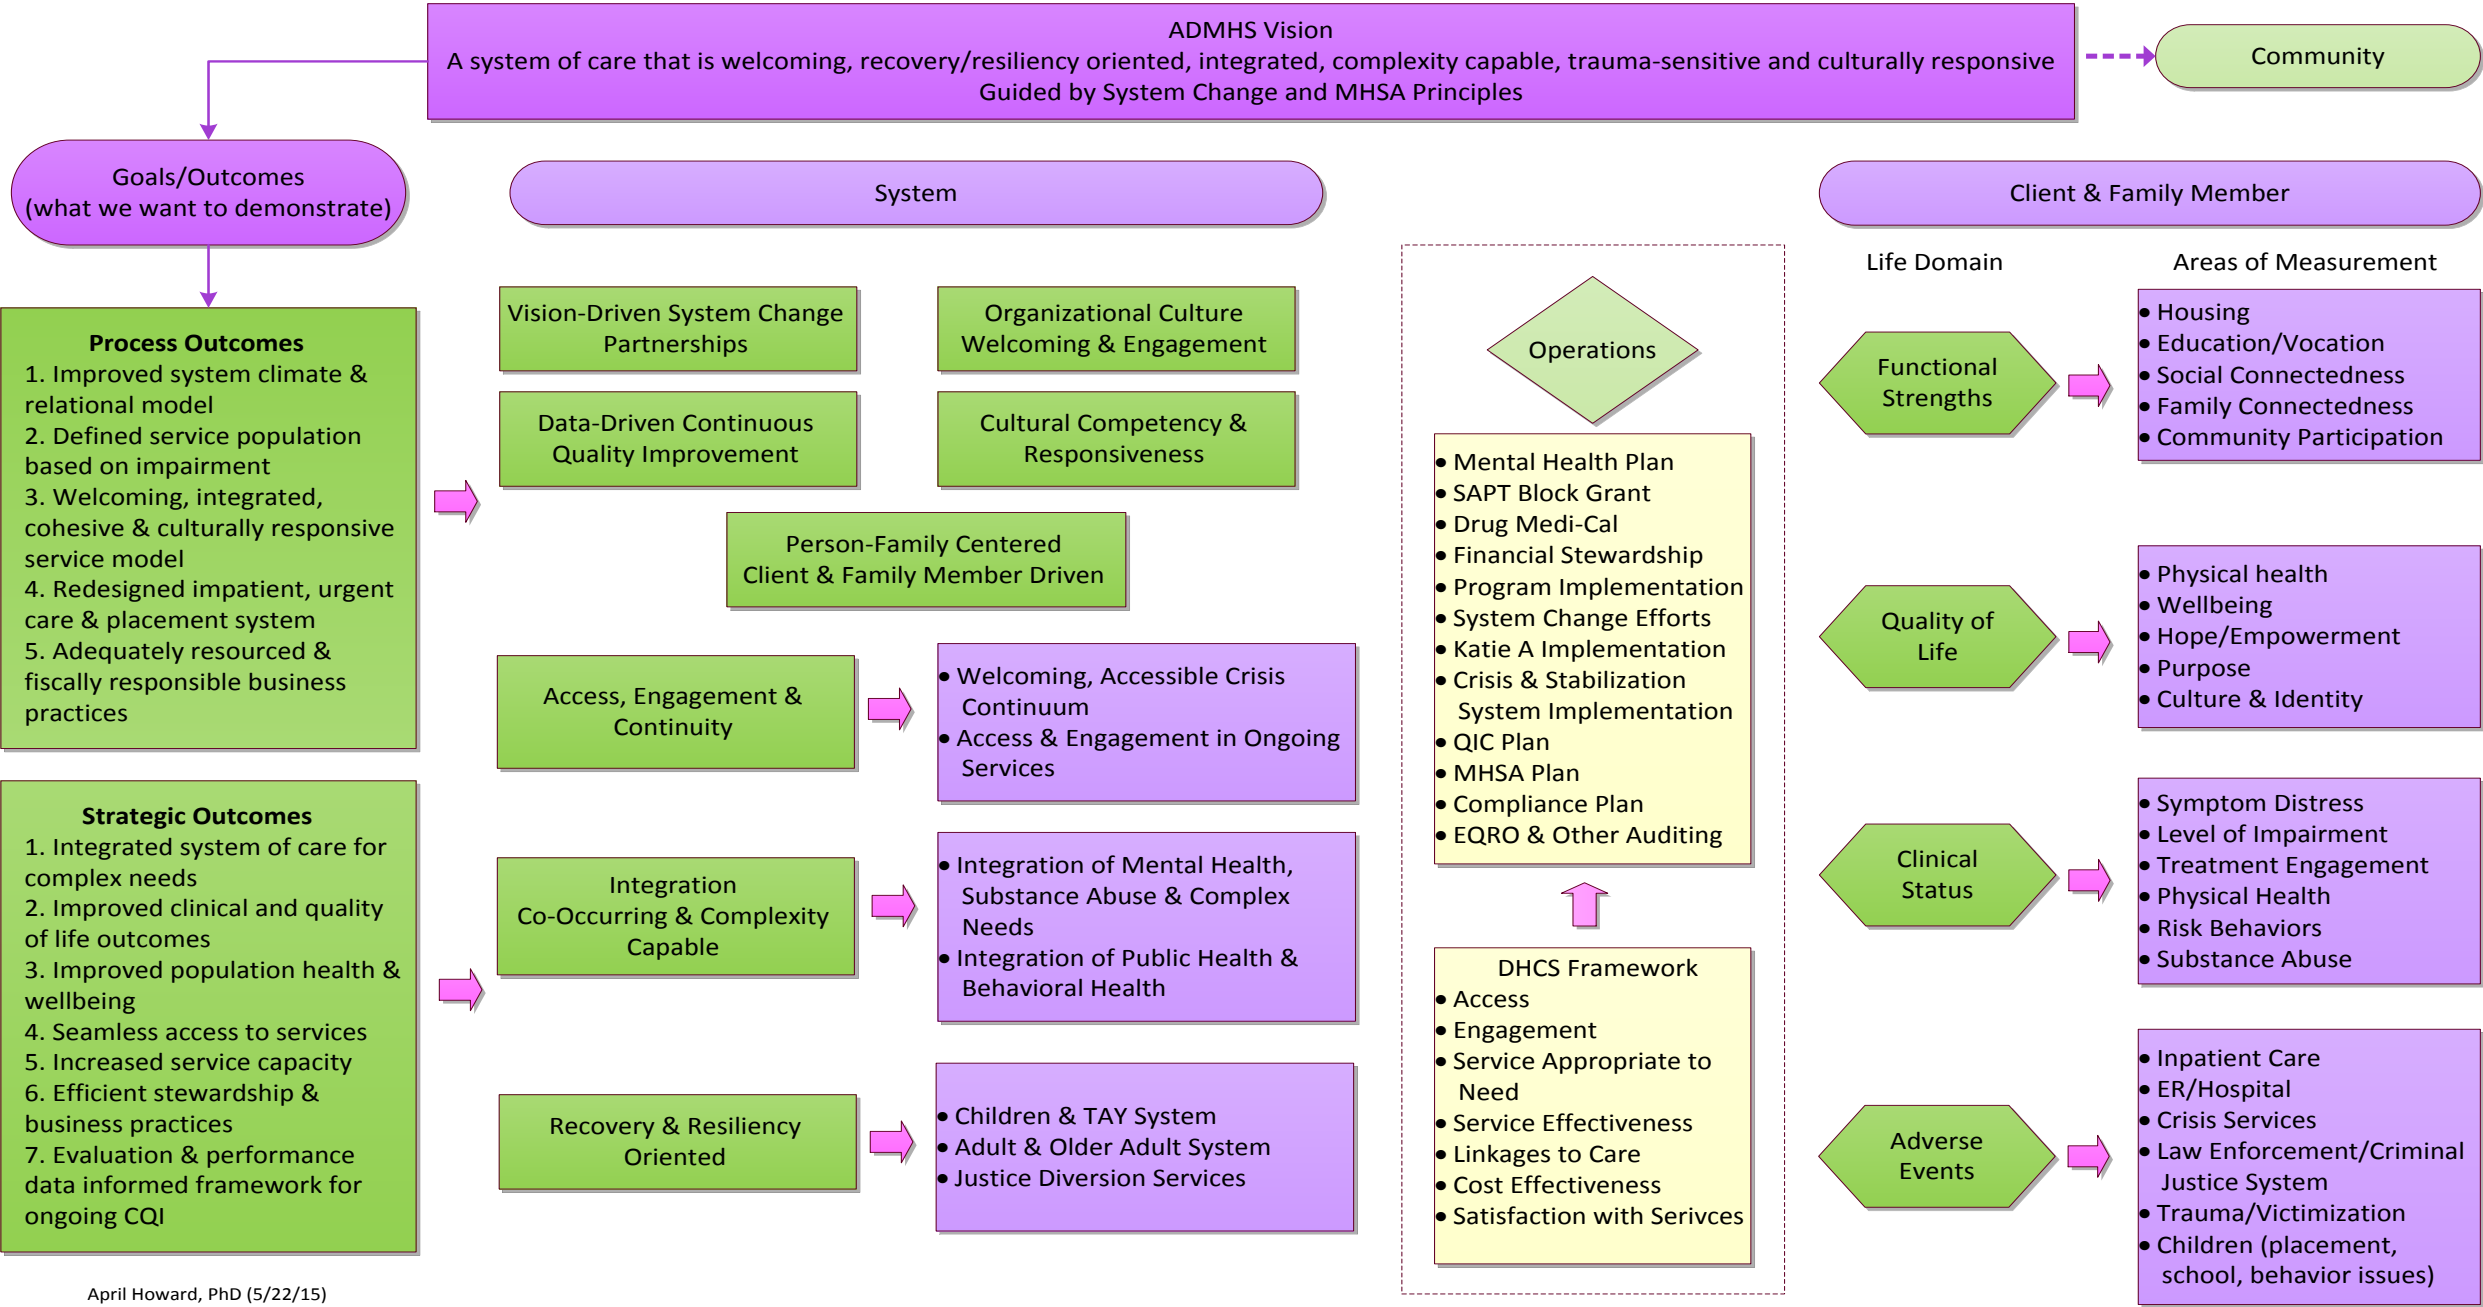 ADMHS Vision
A system of care that is welcoming, recovery/resiliency oriented, integrated, complexity capable, trauma-sensitive and culturally responsive
Guided by System Change and MHSA Principles
Community
Goals/Outcomes
(what we want to demonstrate)
System
Client & Family Member
Process Outcomes
1. Improved system climate &
relational model
2. Defined service population
based on impairment
3. Welcoming, integrated,
cohesive & culturally responsive
service model
4. Redesigned impatient, urgent
care & placement system
5. Adequately resourced &
fiscally responsible business
practices
Strategic Outcomes
1. Integrated system of care for
complex needs
2. Improved clinical and quality
of life outcomes
3. Improved population health &
wellbeing
4. Seamless access to services
5. Increased service capacity
6. Efficient stewardship &
business practices
7. Evaluation & performance
data informed framework for
ongoing CQI
April Howard, PhD (5/22/15)
Vision-Driven System Change
Partnerships
Organizational Culture
Welcoming & Engagement
Data-Driven Continuous
Quality Improvement
Cultural Competency &
Responsiveness
Person-Family Centered
Client & Family Member Driven
Access, Engagement &
Continuity
• Welcoming, Accessible Crisis
Continuum
• Access & Engagement in Ongoing
Services
Integration
Co-Occurring & Complexity
Capable
• Integration of Mental Health,
Substance Abuse & Complex
Needs
• Integration of Public Health &
Behavioral Health
Recovery & Resiliency
Oriented
• Children & TAY System
• Adult & Older Adult System
• Justice Diversion Services
Operations
• Mental Health Plan
• SAPT Block Grant
• Drug Medi-Cal
• Financial Stewardship
• Program Implementation
• System Change Efforts
• Katie A Implementation
• Crisis & Stabilization
System Implementation
• QIC Plan
• MHSA Plan
• Compliance Plan
• EQRO & Other Auditing
DHCS Framework
• Access
• Engagement
• Service Appropriate to
Need
• Service Effectiveness
• Linkages to Care
• Cost Effectiveness
• Satisfaction with Serivces
Life Domain
Areas of Measurement
Functional
Strengths
• Housing
• Education/Vocation
• Social Connectedness
• Family Connectedness
• Community Participation
Quality of
Life
• Physical health
• Wellbeing
• Hope/Empowerment
• Purpose
• Culture & Identity
Clinical
Status
• Symptom Distress
• Level of Impairment
• Treatment Engagement
• Physical Health
• Risk Behaviors
• Substance Abuse
Adverse
Events
• Inpatient Care
• ER/Hospital
• Crisis Services
• Law Enforcement/Criminal
Justice System
• Trauma/Victimization
• Children (placement,
school, behavior issues)